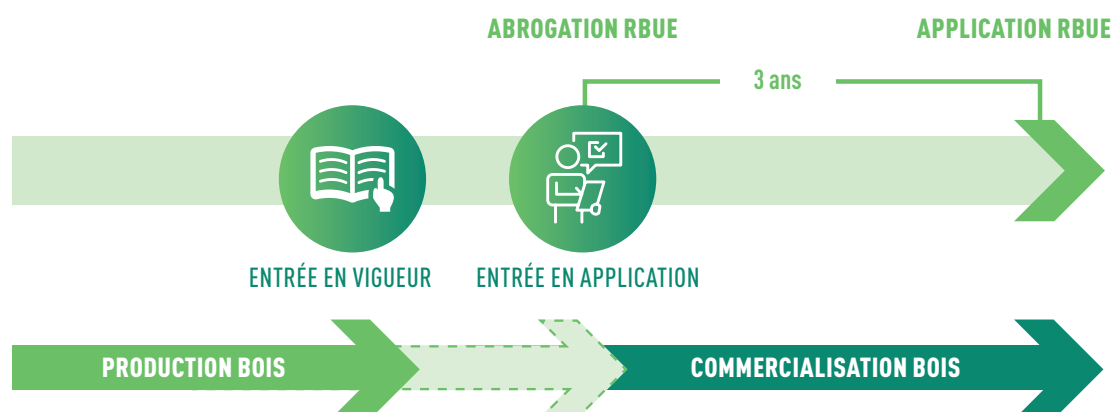 ABROGATION RBUE
APPLICATION RBUE
3 ans
ENTRÉE EN VIGUEUR
ENTRÉE EN APPLICATION
PRODUCTION BOIS
COMMERCIALISATION BOIS